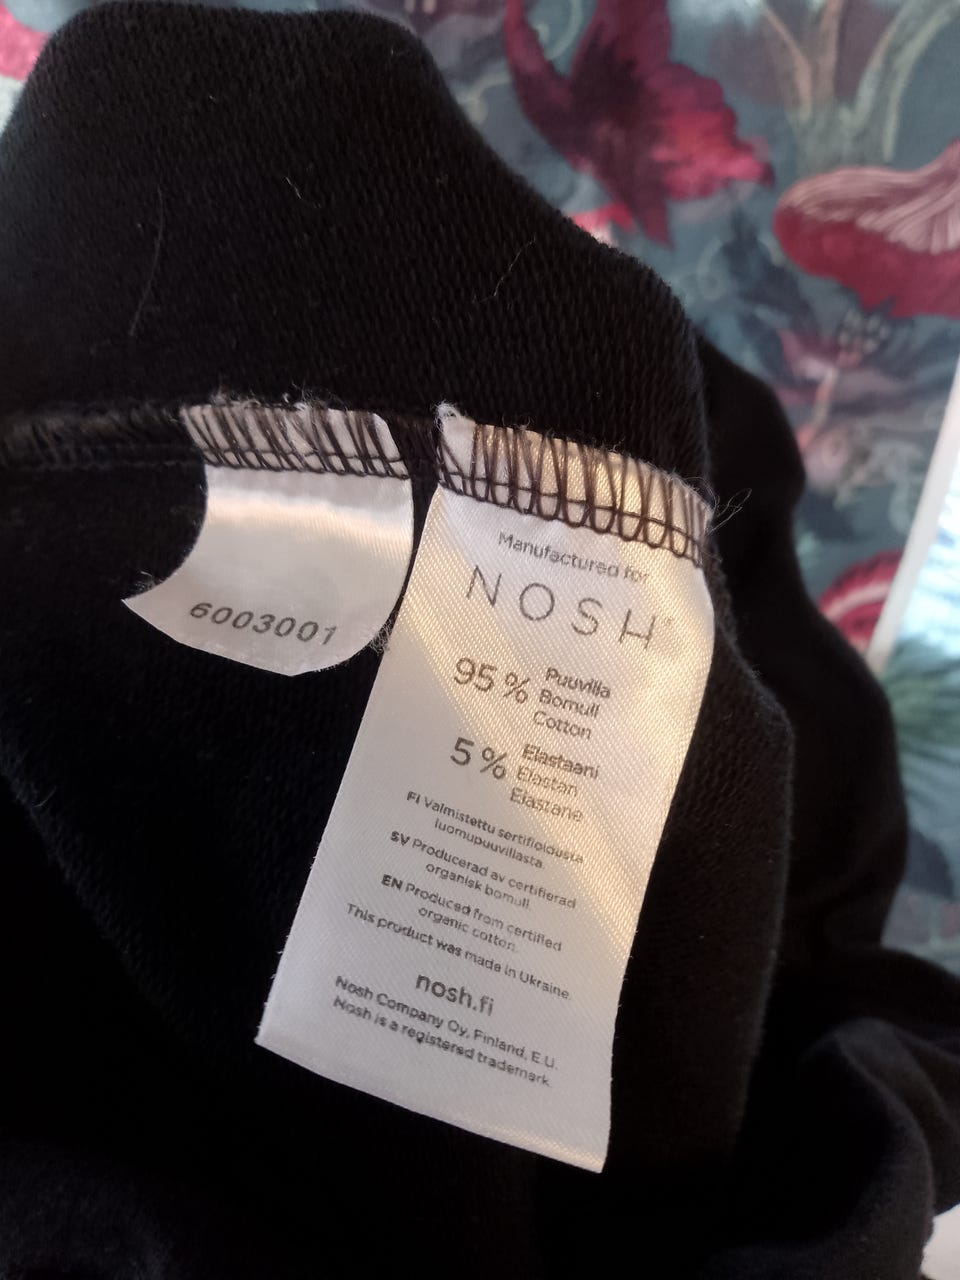 6003001
Manufactured for
NOSH®
95 % Puuvilla
Bomull
Cotton
5 % Elastaani
Elastan
Elastane
FI Valmistettu sertifioidusta
luomupuuvillasta.
SV Producerad av certifierad
organisk bomull.
EN Produced from certified
organic cotton.
This product was made in Ukraine.
nosh.fi
Nosh Company Oy, Finland, E.U.
Nosh is a registered trademark.